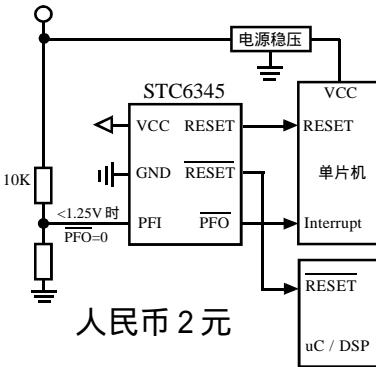 电源稳压
STC6345
VCC
RESET
GND
RESET
PFI
PFO
VCC
RESET
单片机
Interrupt
10K
<1.25V 时
PFO=0
RESET
uC / DSP
人民币 2 元